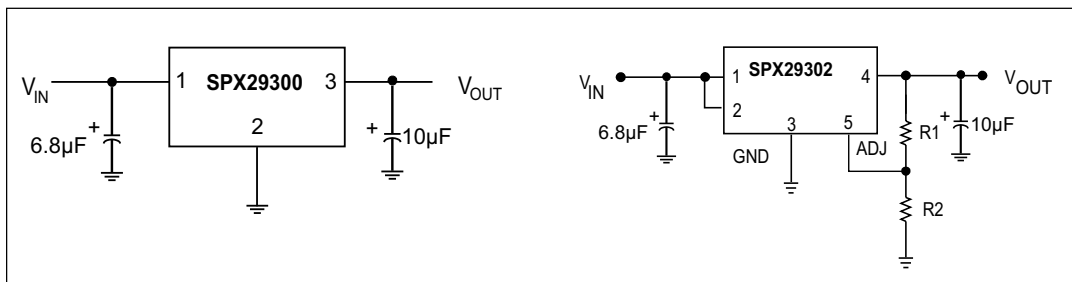 SPX29300
V_IN
1
3
V_OUT
2
+
6.8µF
+
10µF
SPX29302
V_IN
1
4
V_OUT
2
+
6.8µF
3
5
GND
ADJ
R1
+
10µF
R2